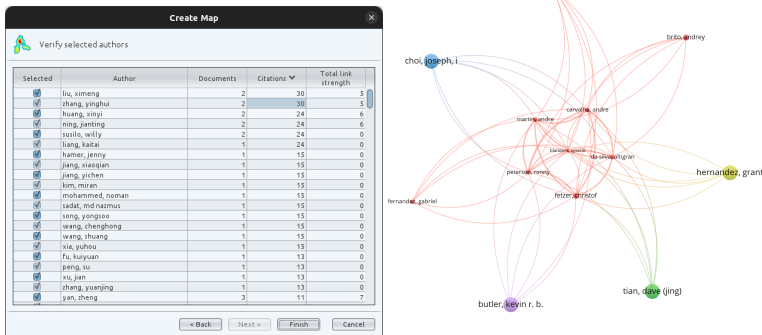 Create Map
Verify selected authors
Selected Author Documents Citations Total link strength
liu, ximeng 2 30 5
zhang, yinghui 2 30 5
huang, xinyi 2 24 6
ning, jianting 2 24 6
susilo, willy 2 24 0
liang, kaitai 1 24 0
hamer, jenny 1 15 0
jiang, xiaoqian 1 15 0
jiang, yichen 1 15 0
kim, miran 1 15 0
mohammed, noman 1 15 0
sadat, md nazmus 1 15 0
song, yongsoo 1 15 0
wang, chenghong 1 15 0
wang, shuang 1 15 0
xia, yuhou 1 15 0
fu, kuiyuan 1 13 0
peng, su 1 13 0
xu, jian 1 13 0
zhang, yuanjing 1 13 0
yan, zheng 3 11 7
< Back Next > Finish Cancel
brito, andrey
choi, joseph, i
carvalho, andre
martin, andre
da silva, oltigran
peterson, ronny
hernandez, grant
fetzer, christof
fernandez, gabriel
tian, dave (jing)
butler, kevin r. b.